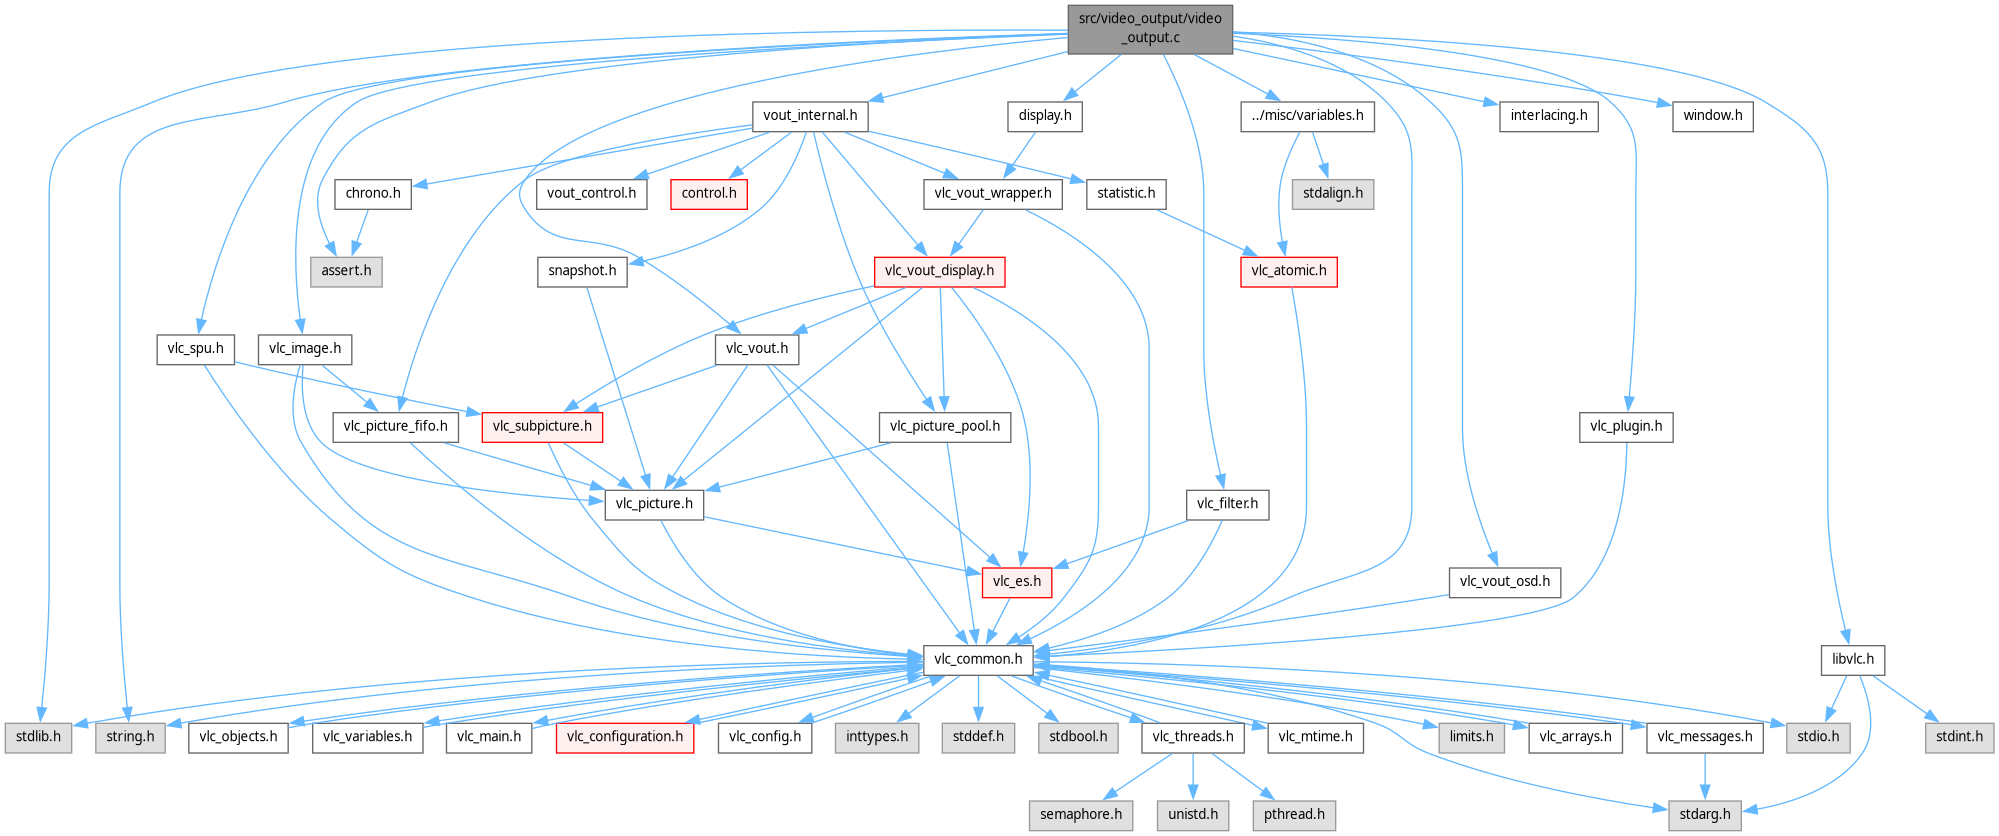 src/video_output/video
_output.c
vout_internal.h
display.h
../misc/variables.h
interlacing.h
window.h
chrono.h
vout_control.h
control.h
vlc_vout_wrapper.h
statistic.h
stdalign.h
assert.h
snapshot.h
vlc_vout_display.h
vlc_atomic.h
vlc_spu.h
vlc_image.h
vlc_vout.h
vlc_picture_fifo.h
vlc_subpicture.h
vlc_picture_pool.h
vlc_plugin.h
vlc_picture.h
vlc_filter.h
vlc_es.h
vlc_vout_osd.h
vlc_common.h
libvlc.h
stdlib.h
string.h
vlc_objects.h
vlc_variables.h
vlc_main.h
vlc_configuration.h
vlc_config.h
inttypes.h
stddef.h
stdbool.h
vlc_threads.h
vlc_mtime.h
limits.h
vlc_arrays.h
vlc_messages.h
stdio.h
stdint.h
semaphore.h
unistd.h
pthread.h
stdarg.h